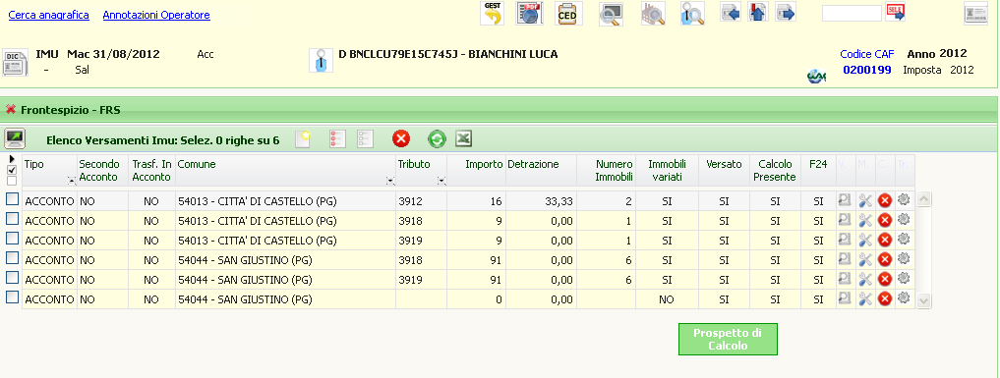 Cerca anagrafica Annotazioni Operatore GEST PDF CED SELE
DIC IMU Mac 31/08/2012 Acc D BNCLCU79E15C745J - BIANCHINI LUCA Codice CAF Anno 2012
- Sal 0200199 Imposta 2012
Frontespizio - FRS
Elenco Versamenti Imu: Selez. 0 righe su 6
Tipo Secondo Acconto Trasf. In Acconto Comune Tributo Importo Detrazione Numero Immobili Immobili variati Versato Calcolo Presente F24 V. M. C. Tr.
ACCONTO NO NO 54013 - CITTA' DI CASTELLO (PG) 3912 16 33,33 2 SI SI SI SI
ACCONTO NO NO 54013 - CITTA' DI CASTELLO (PG) 3918 9 0,00 1 SI SI SI SI
ACCONTO NO NO 54013 - CITTA' DI CASTELLO (PG) 3919 9 0,00 1 SI SI SI SI
ACCONTO NO NO 54044 - SAN GIUSTINO (PG) 3918 91 0,00 6 SI SI SI SI
ACCONTO NO NO 54044 - SAN GIUSTINO (PG) 3919 91 0,00 6 SI SI SI SI
ACCONTO NO NO 54044 - SAN GIUSTINO (PG) 0 0,00 NO SI SI SI
Prospetto di
Calcolo